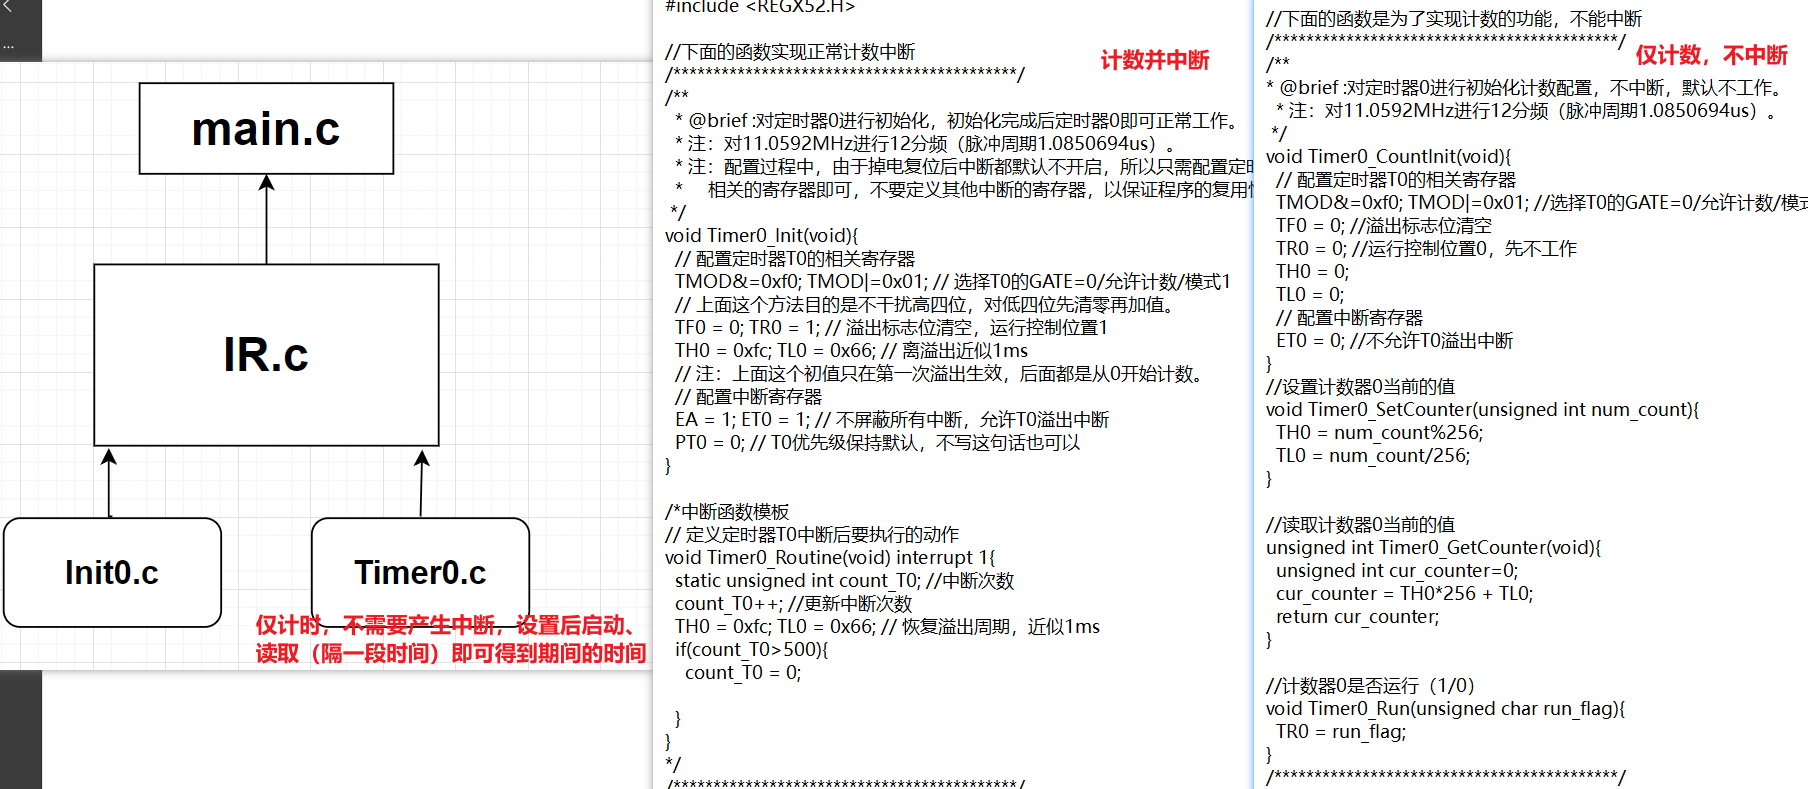 main.c
IR.c
Init0.c
Timer0.c
仅计时，不需要产生中断，设置后启动、
读取（隔一段时间）即可得到期间的时间
#include <REGX52.H>
//下面的函数实现正常计数中断
计数并中断
/*******************************************/
/**
* @brief :对定时器0进行初始化，初始化完成后定时器0即可正常工作。
* 注：对11.0592MHz进行12分频（脉冲周期1.0850694us）。
* 注：配置过程中，由于掉电复位后中断都默认不开启，所以只需配置定时
* 相关的寄存器即可，不要定义其他中断的寄存器，以保证程序的复用
*/
void Timer0_Init(void){
// 配置定时器T0的相关寄存器
TMOD&=0xf0; TMOD|=0x01; // 选择T0的GATE=0/允许计数/模式1
// 上面这个方法目的是不干扰高四位，对低四位先清零再加值。
TF0 = 0; TR0 = 1; // 溢出标志位清空，运行控制位置1
TH0 = 0xfc; TL0 = 0x66; // 离溢出近似1ms
// 注：上面这个初值只在第一次溢出生效，后面都是从0开始计数。
// 配置中断寄存器
EA = 1; ET0 = 1; // 不屏蔽所有中断，允许T0溢出中断
PT0 = 0; // T0优先级保持默认，不写这句话也可以
}
/*中断函数模板
// 定义定时器T0中断后要执行的动作
void Timer0_Routine(void) interrupt 1{
static unsigned int count_T0; //中断次数
count_T0++; //更新中断次数
TH0 = 0xfc; TL0 = 0x66; // 恢复溢出周期，近似1ms
if(count_T0>500){
count_T0 = 0;
}
}
*/
/*******************************************/
//下面的函数是为了实现计数的功能，不能中断
/*******************************************/
仅计数，不中断
/**
* @brief :对定时器0进行初始化计数配置，不中断，默认不工作。
* 注：对11.0592MHz进行12分频（脉冲周期1.0850694us）。
*/
void Timer0_CountInit(void){
// 配置定时器T0的相关寄存器
TMOD&=0xf0; TMOD|=0x01; //选择T0的GATE=0/允许计数/模式
TF0 = 0; //溢出标志位清空
TR0 = 0; //运行控制位置0，先不工作
TH0 = 0;
TL0 = 0;
// 配置中断寄存器
ET0 = 0; //不允许T0溢出中断
}
//设置计数器0当前的值
void Timer0_SetCounter(unsigned int num_count){
TH0 = num_count%256;
TL0 = num_count/256;
}
//读取计数器0当前的值
unsigned int Timer0_GetCounter(void){
unsigned int cur_counter=0;
cur_counter = TH0*256 + TL0;
return cur_counter;
}
//计数器0是否运行（1/0）
void Timer0_Run(unsigned char run_flag){
TR0 = run_flag;
}
/*******************************************/